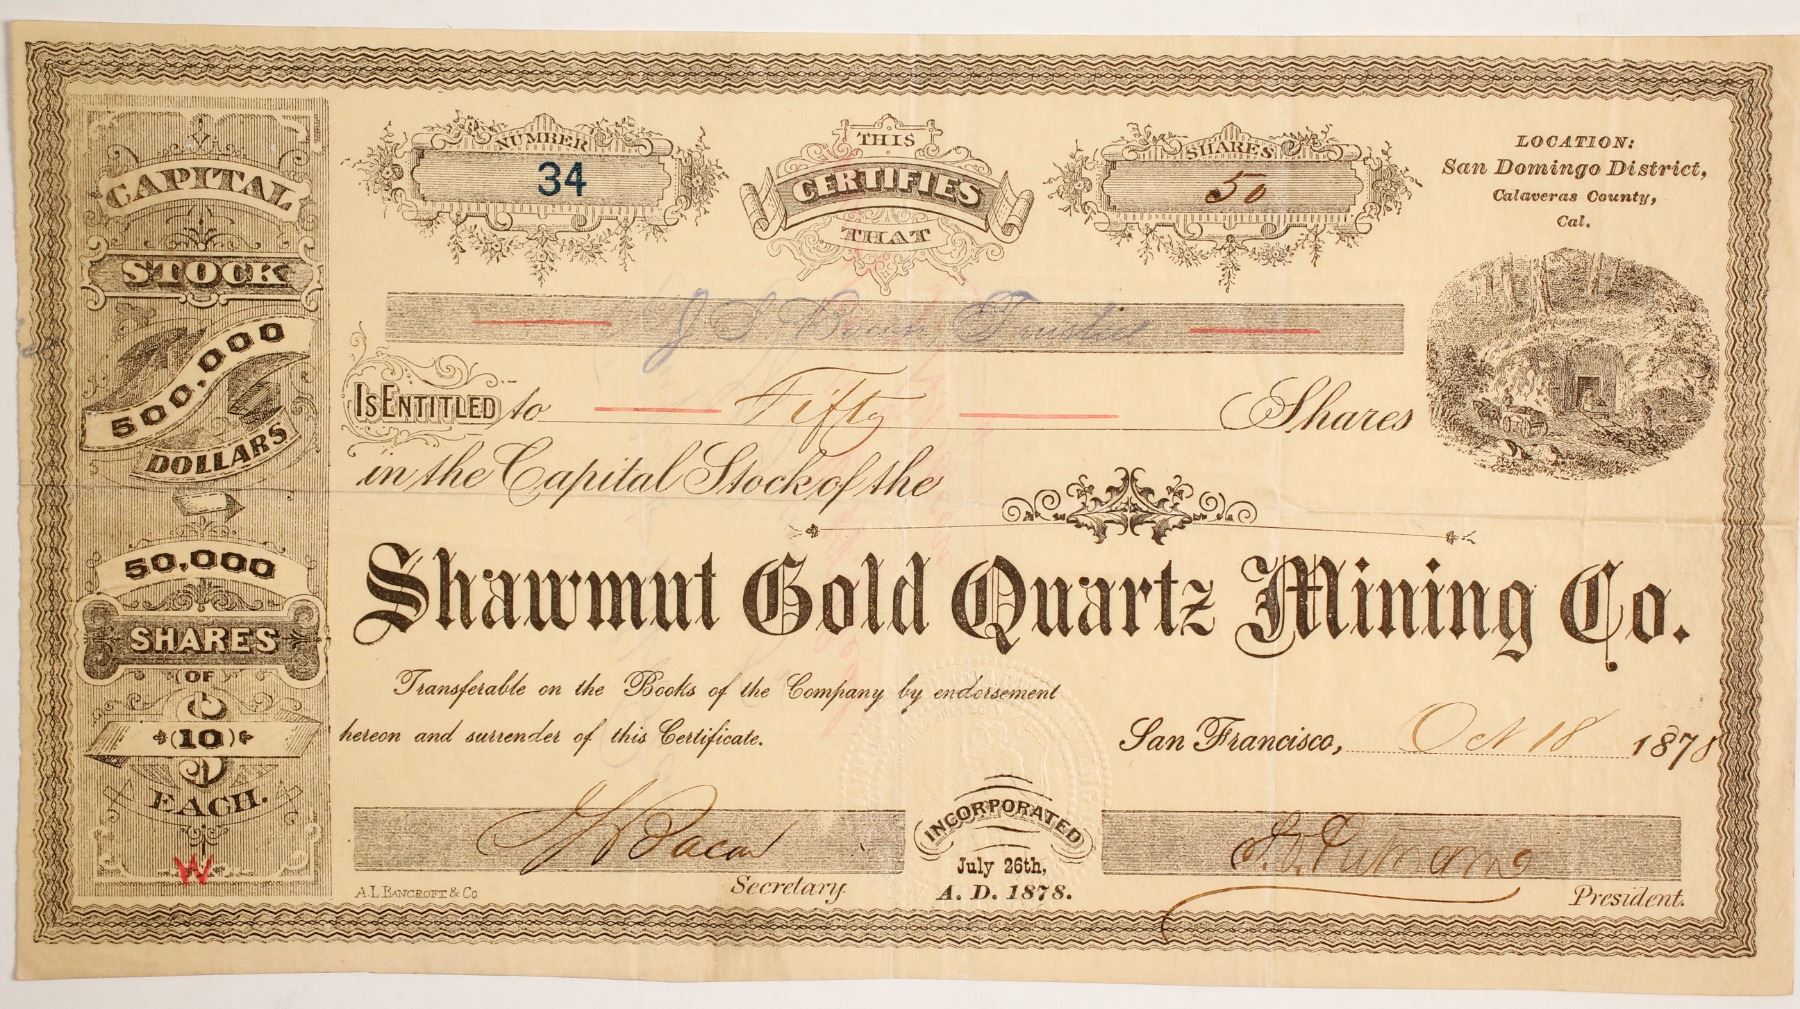 CAPITAL
STOCK
500,000
DOLLARS
50,000
SHARES
OF
$
(10)
EACH.
W
NUMBER
34
THIS
CERTIFIES
THAT
SHARES
50
LOCATION:
San Domingo District,
Calaveras County,
Cal.
J S Bacon, Trustee
IS ENTITLED to Fifty Shares
in the Capital Stock of the
Shawmut Gold Quartz Mining Co.
Transferable on the Books of the Company by endorsement
hereon and surrender of this Certificate.
San Francisco, Oct 18 1878
Bacon
Secretary.
A.L. BANCROFT & Co
INCORPORATED
July 26th,
A. D. 1878.
Putnam
President.